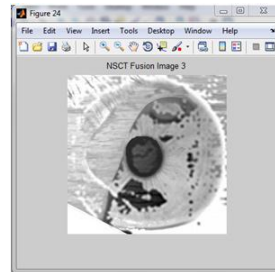 Figure 24
File Edit View Insert Tools Desktop Window Help
NSCT Fusion Image 3